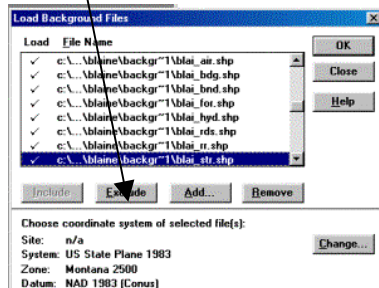 Load Background Files
Load File Name
✓ c:\...\blaine\backgr~1\blai_air.shp
✓ c:\...\blaine\backgr~1\blai_bdg.shp
✓ c:\...\blaine\backgr~1\blai_bnd.shp
✓ c:\...\blaine\backgr~1\blai_for.shp
✓ c:\...\blaine\backgr~1\blai_hyd.shp
✓ c:\...\blaine\backgr~1\blai_rds.shp
✓ c:\...\blaine\backgr~1\blai_rr.shp
✓ c:\...\blaine\backgr~1\blai_str.shp
OK
Close
Help
Include Exclude Add... Remove
Choose coordinate system of selected file(s):
Site: n/a
System: US State Plane 1983
Zone: Montana 2500
Datum: NAD 1983 (Conus)
Change...